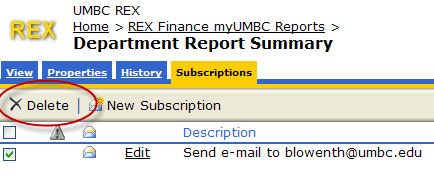 UMBC REX
REX
Home > REX Finance myUMBC Reports >
Department Report Summary
View Properties History Subscriptions
Delete | New Subscription
Description
Edit Send e-mail to blowenth@umbc.edu